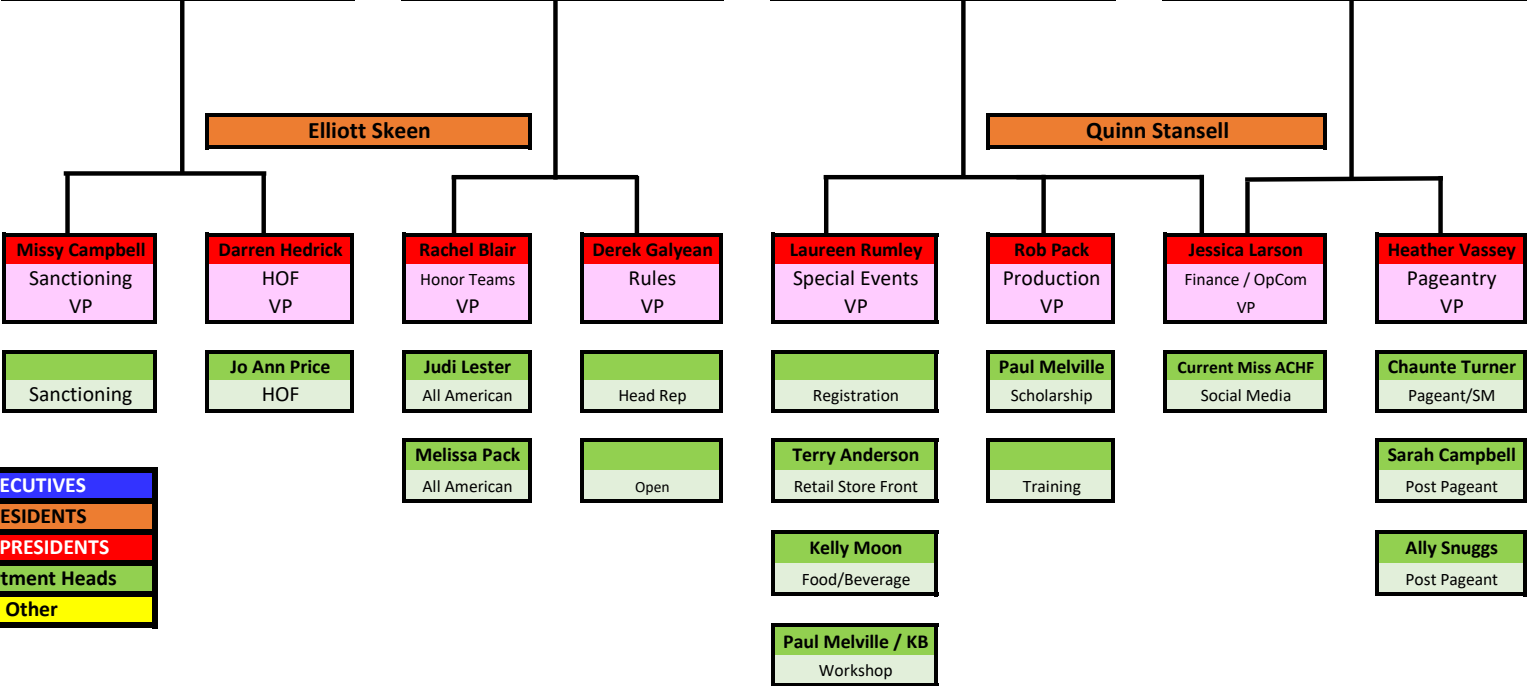 Elliott Skeen
Quinn Stansell
Missy Campbell
Sanctioning
VP
Darren Hedrick
HOF
VP
Rachel Blair
Honor Teams
VP
Derek Galyean
Rules
VP
Laureen Rumley
Special Events
VP
Rob Pack
Production
VP
Jessica Larson
Finance / OpCom
VP
Heather Vassey
Pageantry
VP
Sanctioning
Jo Ann Price
HOF
Judi Lester
All American
Head Rep
Registration
Paul Melville
Scholarship
Current Miss ACHF
Social Media
Chaunte Turner
Pageant/SM
Melissa Pack
All American
Open
Terry Anderson
Retail Store Front
Training
Sarah Campbell
Post Pageant
Kelly Moon
Food/Beverage
Ally Snuggs
Post Pageant
Paul Melville / KB
Workshop
ECUTIVES
ESIDENTS
PRESIDENTS
tment Heads
Other